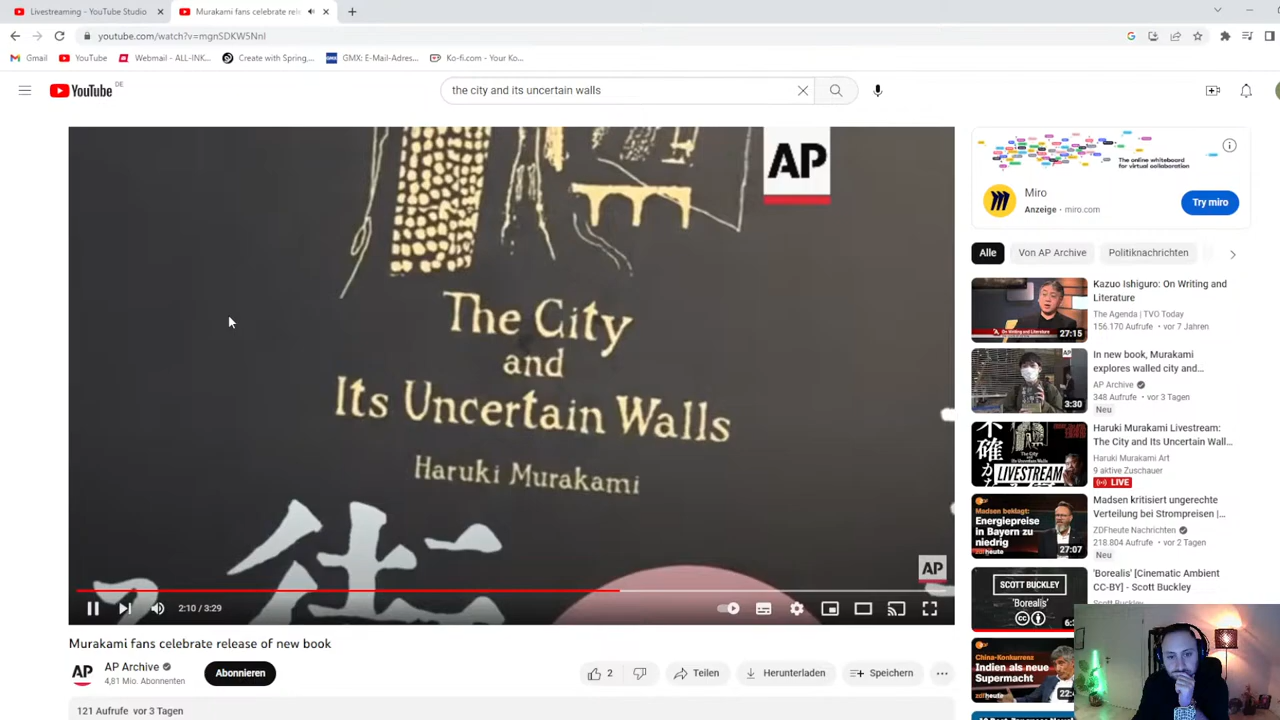 Livestreaming - YouTube Studio
Murakami fans celebrate rele
youtube.com/watch?v=mgnSDKW5NnI
Gmail
YouTube
Webmail - ALL-INK...
Create with Spring,...
GMX: E-Mail-Adres...
Ko-fi.com - Your Ko...
YouTube DE
the city and its uncertain walls
AP
The City
and
Its Uncertain Walls
Haruki Murakami
AP
2:10 / 3:29
Murakami fans celebrate release of new book
AP
AP Archive
4,81 Mio. Abonnenten
Abonnieren
2
Teilen
Herunterladen
Speichern
121 Aufrufe vor 3 Tagen
The online whiteboard
for virtual collaboration
Miro
Anzeige · miro.com
Try miro
Alle
Von AP Archive
Politiknachrichten
27:15
Kazuo Ishiguro: On Writing and
Literature
The Agenda | TVO Today
156.170 Aufrufe · vor 7 Jahren
3:30
In new book, Murakami
explores walled city and...
AP Archive
348 Aufrufe · vor 3 Tagen
Neu
不確か
LIVESTREAM
Haruki Murakami Livestream:
The City and Its Uncertain Wall...
Haruki Murakami Art
9 aktive Zuschauer
LIVE
Madsen beklagt:
Energiepreise
in Bayern zu
niedrig
ZDFheute
27:07
Madsen kritisiert ungerechte
Verteilung bei Strompreisen |...
ZDFheute Nachrichten
218.804 Aufrufe · vor 2 Tagen
Neu
SCOTT BUCKLEY
'Borealis'
'Borealis' [Cinematic Ambient
CC-BY] - Scott Buckley
China-Konkurrenz
Indien als neue
Supermacht